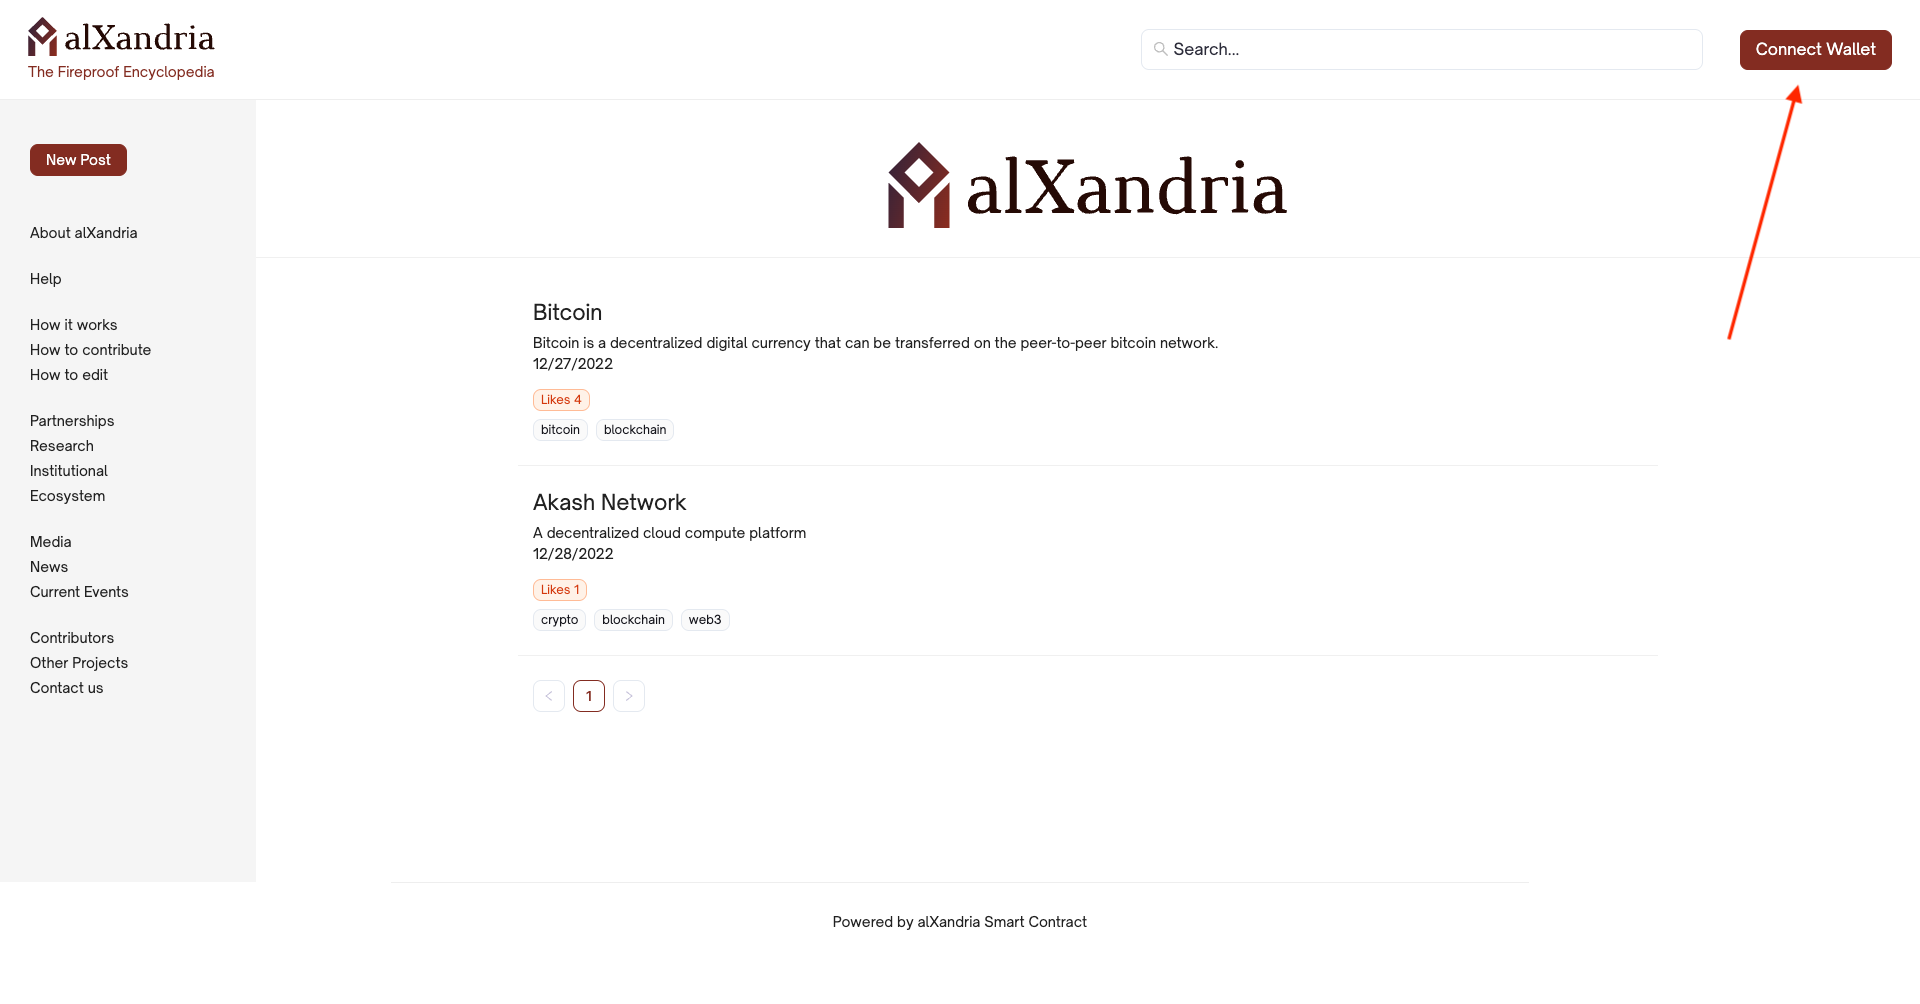 alXandria
The Fireproof Encyclopedia
Search...
Connect Wallet
New Post
About alXandria
Help
How it works
How to contribute
How to edit
Partnerships
Research
Institutional
Ecosystem
Media
News
Current Events
Contributors
Other Projects
Contact us
alXandria
Bitcoin
Bitcoin is a decentralized digital currency that can be transferred on the peer-to-peer bitcoin network.
12/27/2022
Likes 4
bitcoin blockchain
Akash Network
A decentralized cloud compute platform
12/28/2022
Likes 1
crypto blockchain web3
< 1 >
Powered by alXandria Smart Contract